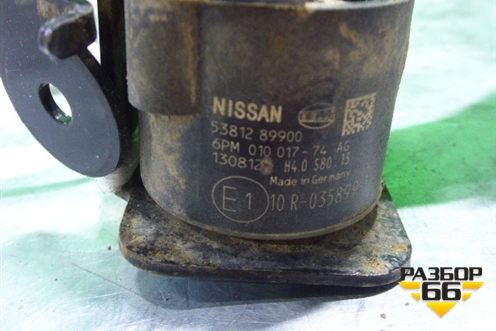 NISSAN HELLA
53812 89900
6PM 010 017-74 AG
130812 H4.0 S80.13
Made in Germany
E1 10 R-035899
РАЗБОР
66